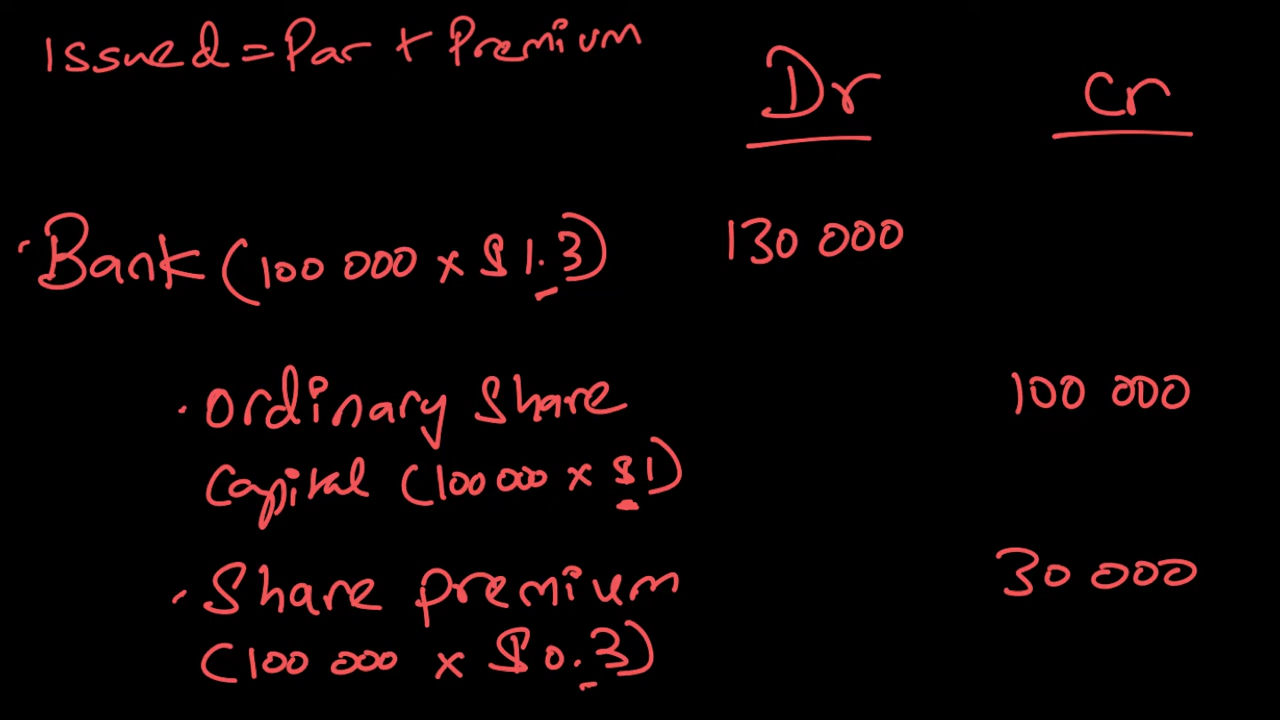 Issued = Par + Premium
Dr Cr
Bank (100 000 x $1.3) 130 000
Ordinary Share 100 000
Capital (100 000 x $1)
Share premium 30 000
(100 000 x $0.3)